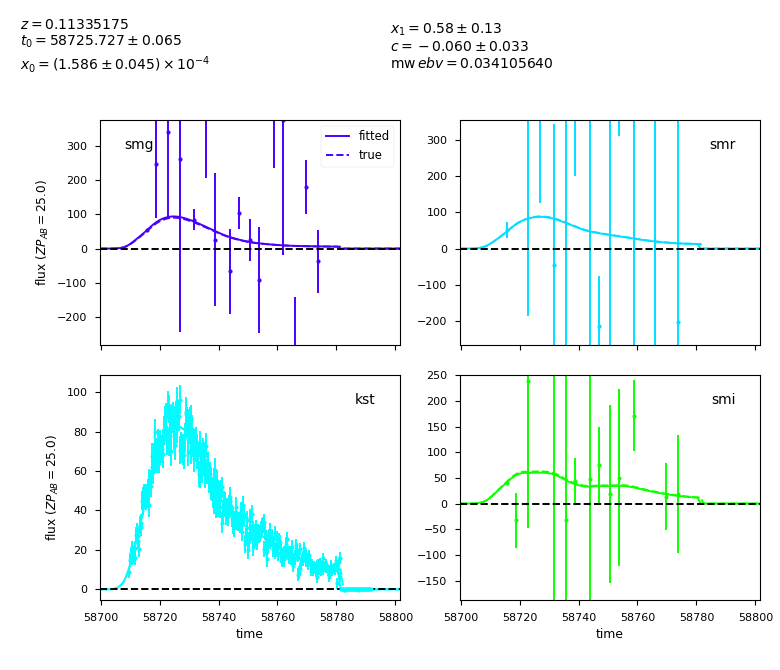 z = 0.11335175
t₀ = 58725.727 ± 0.065
x₀ = (1.586 ± 0.045) × 10⁻⁴
x₁ = 0.58 ± 0.13
c = −0.060 ± 0.033
mwebv = 0.034105640
smg
fitted
true
300
200
100
0
−100
−200
flux (ZP_AB = 25.0)
smr
300
200
100
0
−100
−200
kst
100
80
60
40
20
0
flux (ZP_AB = 25.0)
58700 58720 58740 58760 58780 58800
time
smi
250
200
150
100
50
0
−50
−100
−150
58700 58720 58740 58760 58780 58800
time